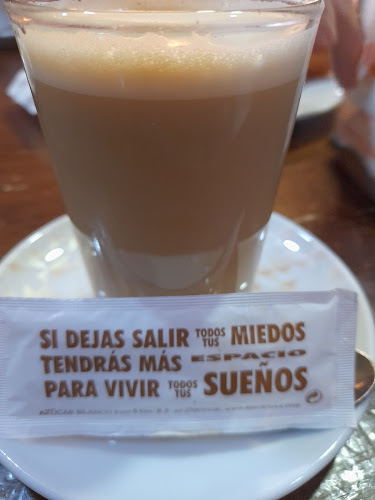 SI DEJAS SALIR TODOS TUS MIEDOS
TENDRÁS MÁS ESPACIO
PARA VIVIR TODOS TUS SUEÑOS
AZÚCAR BLANCO